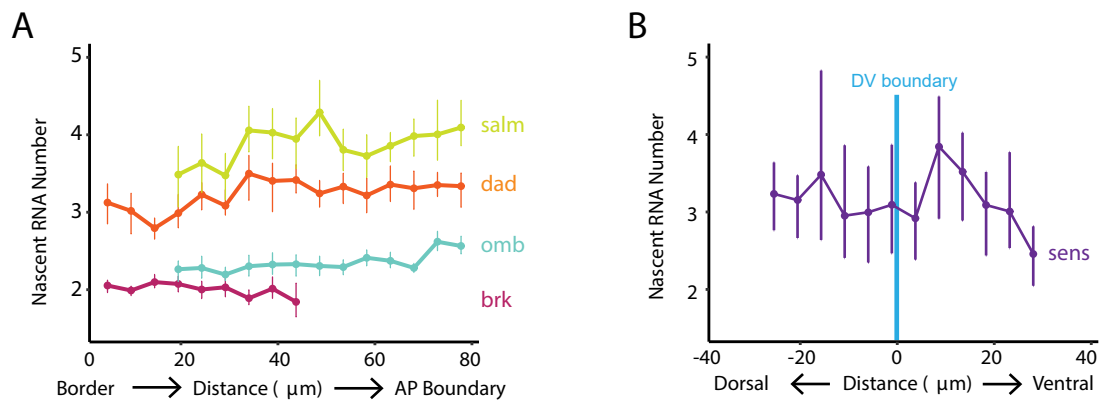 A
Nascent RNA Number
5
4
3
2
salm
dad
omb
brk
0 20 40 60 80
Border → Distance ( μm) → AP Boundary
B
Nascent RNA Number
5
4
3
2
DV boundary
sens
-40 -20 0 20 40
Dorsal ← Distance ( μm) → Ventral